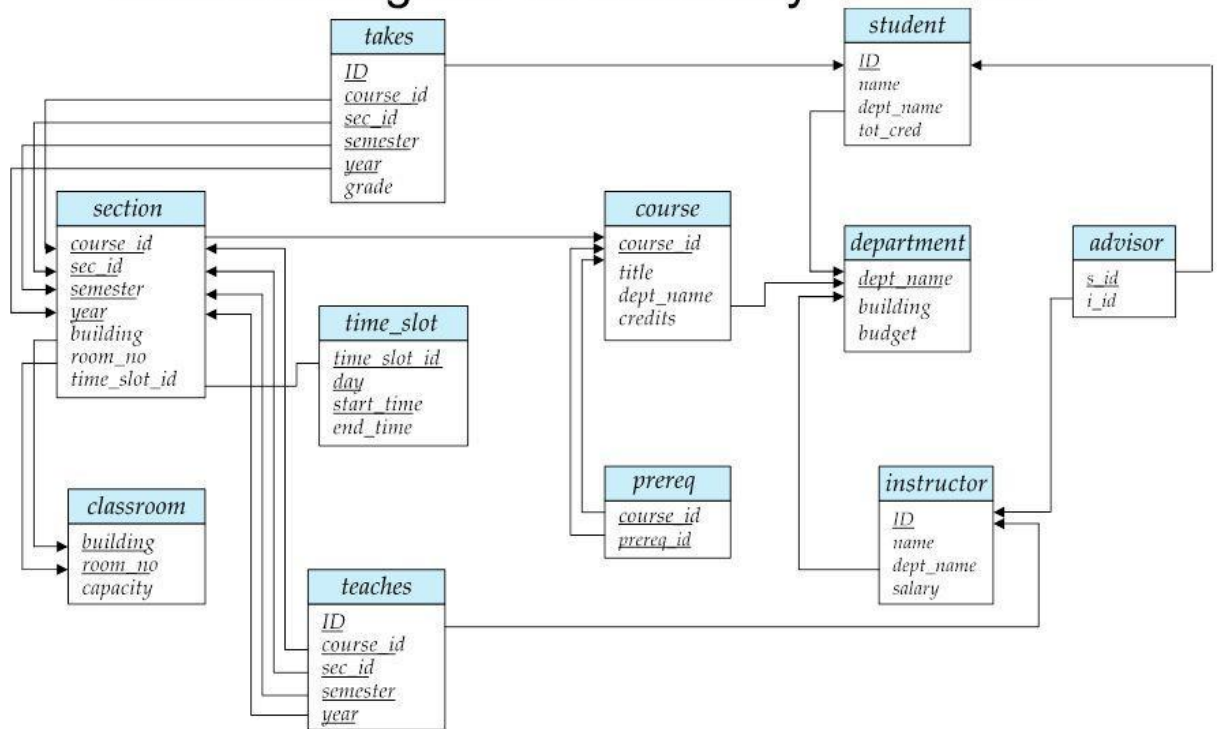 takes
ID
course_id
sec_id
semester
year
grade
student
ID
name
dept_name
tot_cred
section
course_id
sec_id
semester
year
building
room_no
time_slot_id
time_slot
time_slot_id
day
start_time
end_time
course
course_id
title
dept_name
credits
department
dept_name
building
budget
advisor
s_id
i_id
classroom
building
room_no
capacity
prereq
course_id
prereq_id
instructor
ID
name
dept_name
salary
teaches
ID
course_id
sec_id
semester
year